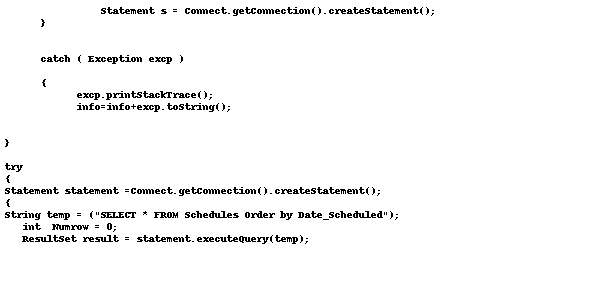 Statement s = Connect.getConnection().createStatement();
}
catch ( Exception excp )
{
excp.printStackTrace();
info=info+excp.toString();
}
try
{
Statement statement =Connect.getConnection().createStatement();
{
String temp = ("SELECT * FROM Schedules Order by Date_Scheduled");
int  Numrow = 0;
ResultSet result = statement.executeQuery(temp);